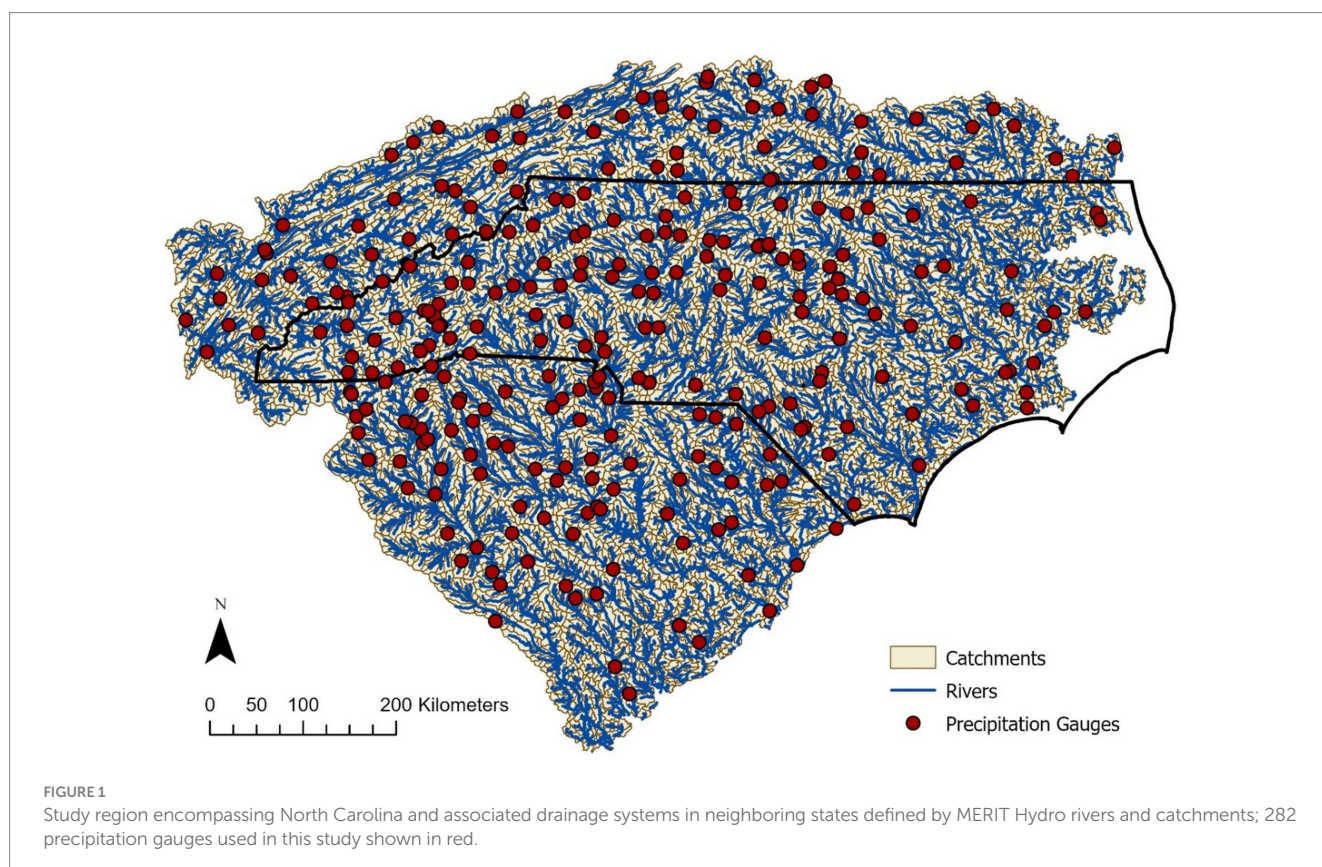 N
0 50 100 200 Kilometers
Catchments
Rivers
Precipitation Gauges
FIGURE 1
Study region encompassing North Carolina and associated drainage systems in neighboring states defined by MERIT Hydro rivers and catchments; 282
precipitation gauges used in this study shown in red.